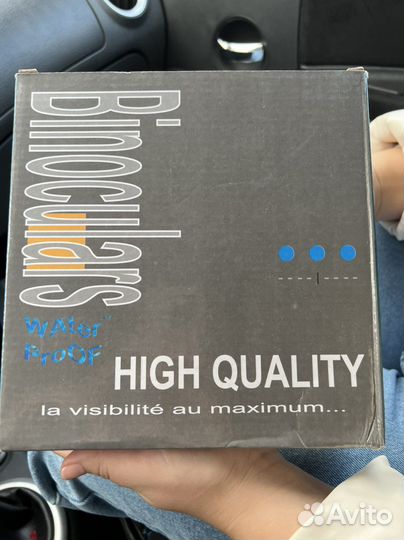 Binoculars
WAter
ProOF
HIGH QUALITY
la visibilité au maximum...
Avito